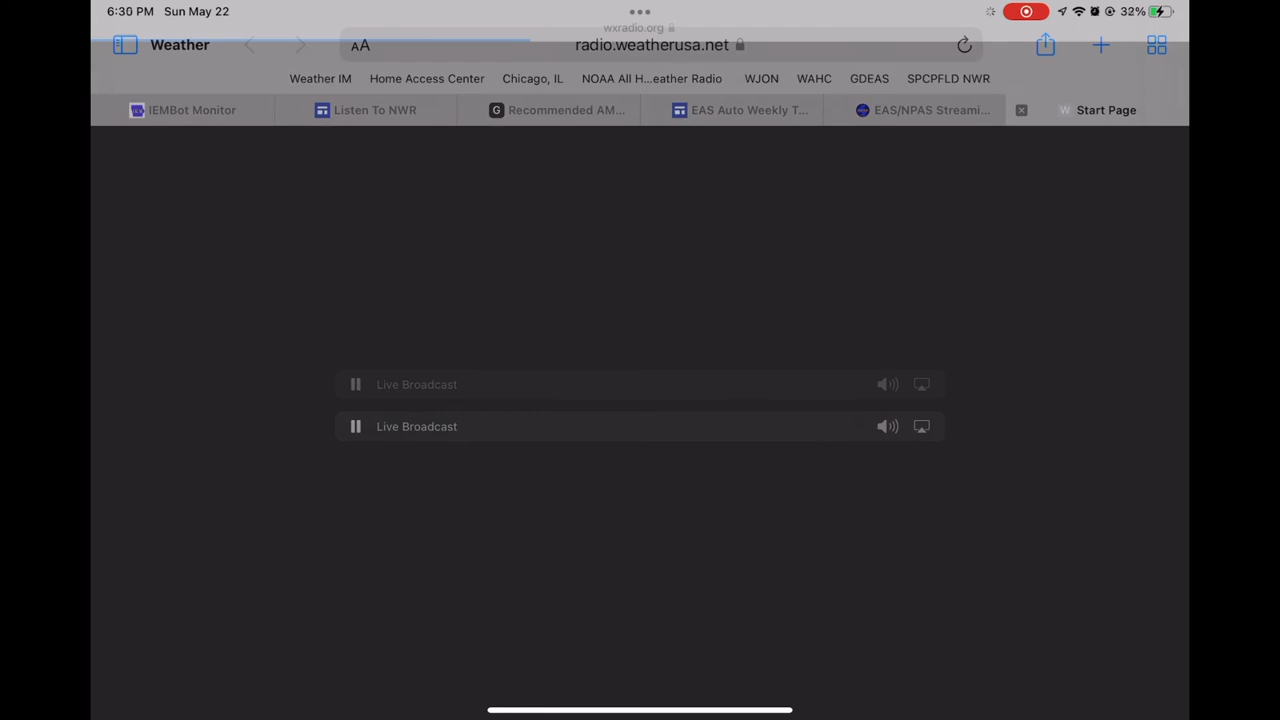 6:30 PM Sun May 22
32%
wxradio.org
Weather
AA
radio.weatherusa.net
Weather IM Home Access Center Chicago, IL NOAA All H...eather Radio WJON WAHC GDEAS SPCPFLD NWR
IEMBot Monitor Listen To NWR G Recommended AM... EAS Auto Weekly T... EAS/NPAS Streami... W Start Page
Live Broadcast
Live Broadcast